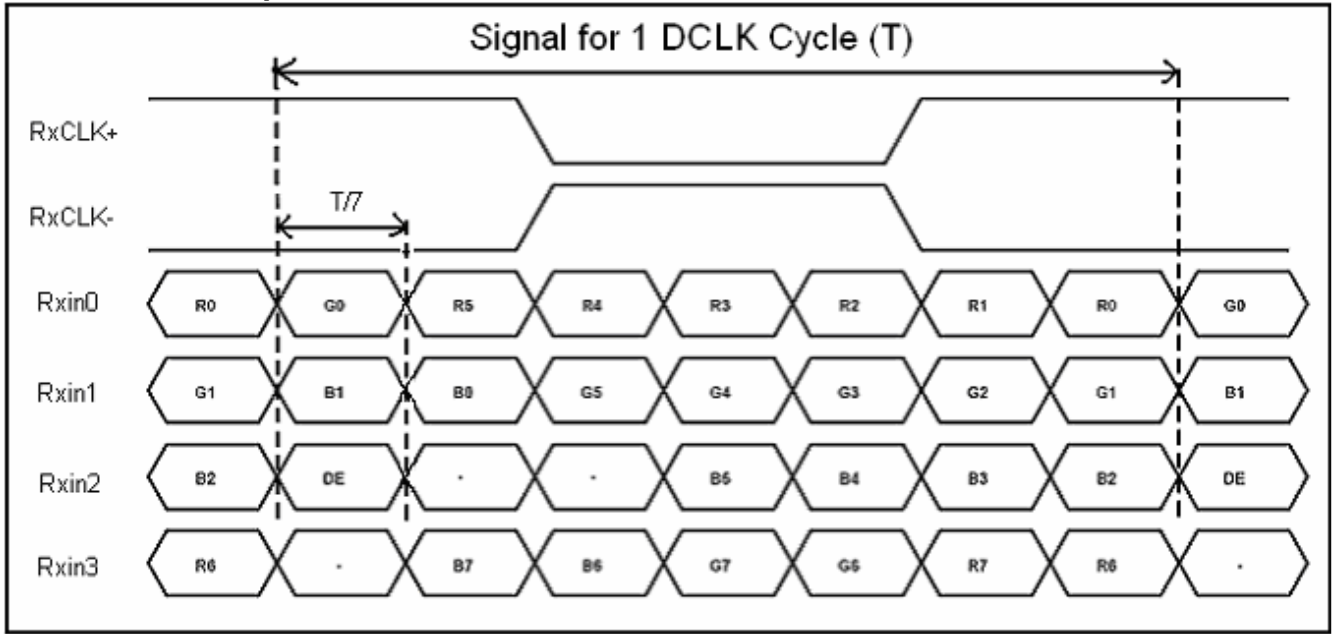 Signal for 1 DCLK Cycle (T)
RxCLK+
T/7
RxCLK-
Rxin0 R0 G0 R5 R4 R3 R2 R1 R0 G0
Rxin1 G1 B1 B0 G5 G4 G3 G2 G1 B1
Rxin2 B2 DE - - B5 B4 B3 B2 DE
Rxin3 R6 - B7 B6 G7 G6 R7 R6 -